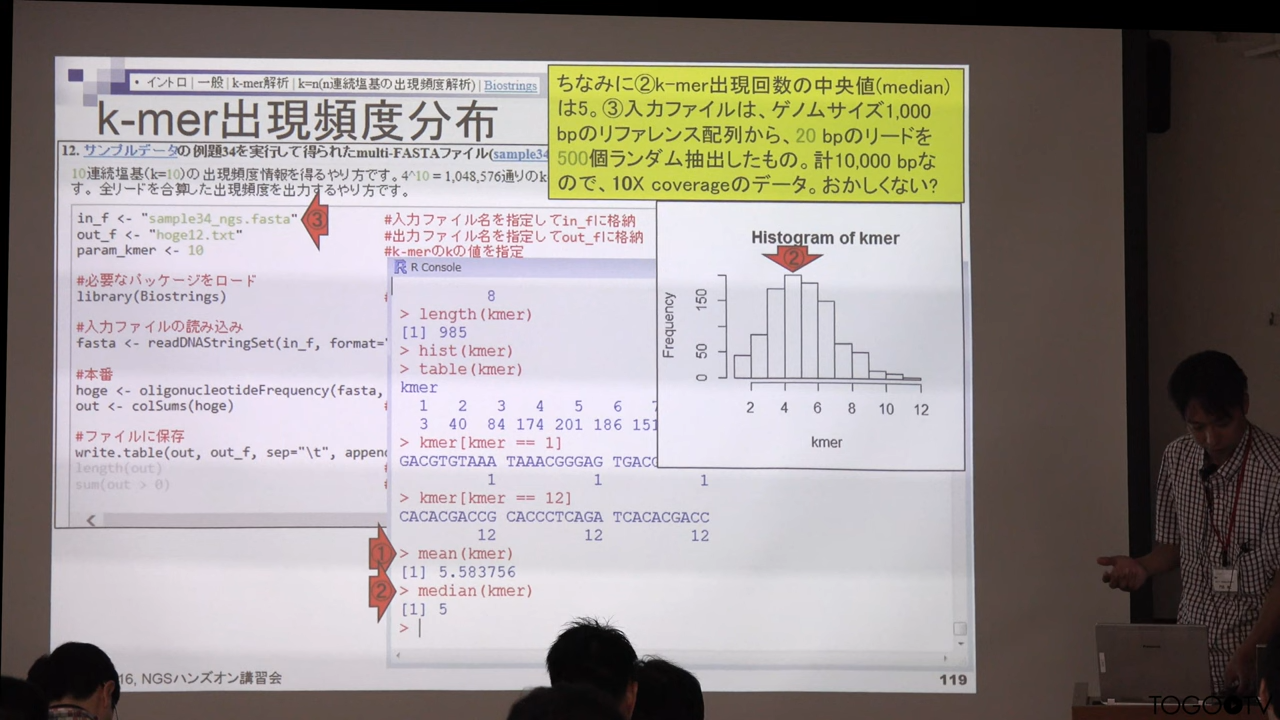 • イントロ | 一般 | k-mer解析 | k=n(n連続塩基の出現頻度解析) | Biostrings
k-mer出現頻度分布
ちなみに②k-mer出現回数の中央値(median)
は5。③入力ファイルは、ゲノムサイズ1,000
bpのリファレンス配列から、20 bpのリードを
500個ランダム抽出したもの。計10,000 bpな
ので、10X coverageのデータ。おかしくない?
12. サンプルデータの例題34を実行して得られたmulti-FASTAファイル(sample34
10連続塩基(k=10)の出現頻度情報を得るやり方です。4^10 = 1,048,576通りのk
す。全リードを合算した出現頻度を出力するやり方です。
in_f <- "sample34_ngs.fasta" #入力ファイル名を指定してin_fに格納
③
out_f <- "hoge12.txt" #出力ファイル名を指定してout_fに格納
param_kmer <- 10 #k-merのkの値を指定
#必要なパッケージをロード
library(Biostrings)
#入力ファイルの読み込み
fasta <- readDNAStringSet(in_f, format="
#本番
hoge <- oligonucleotideFrequency(fasta,
out <- colSums(hoge)
#ファイルに保存
write.table(out, out_f, sep="\t", append
length(out)
sum(out > 0)
R Console
8
> length(kmer)
[1] 985
> hist(kmer)
> table(kmer)
kmer
1 2 3 4 5 6 7
3 40 84 174 201 186 151
> kmer[kmer == 1]
GACGTGTAAA TAAACGGGAG TGACC
1 1 1
> kmer[kmer == 12]
CACACGACCG CACCCTCAGA TCACACGACC
12 12 12
① > mean(kmer)
[1] 5.583756
② > median(kmer)
[1] 5
>
Histogram of kmer
②
Frequency
150
50
0
2 4 6 8 10 12
kmer
16, NGSハンズオン講習会
119
TOGO TV